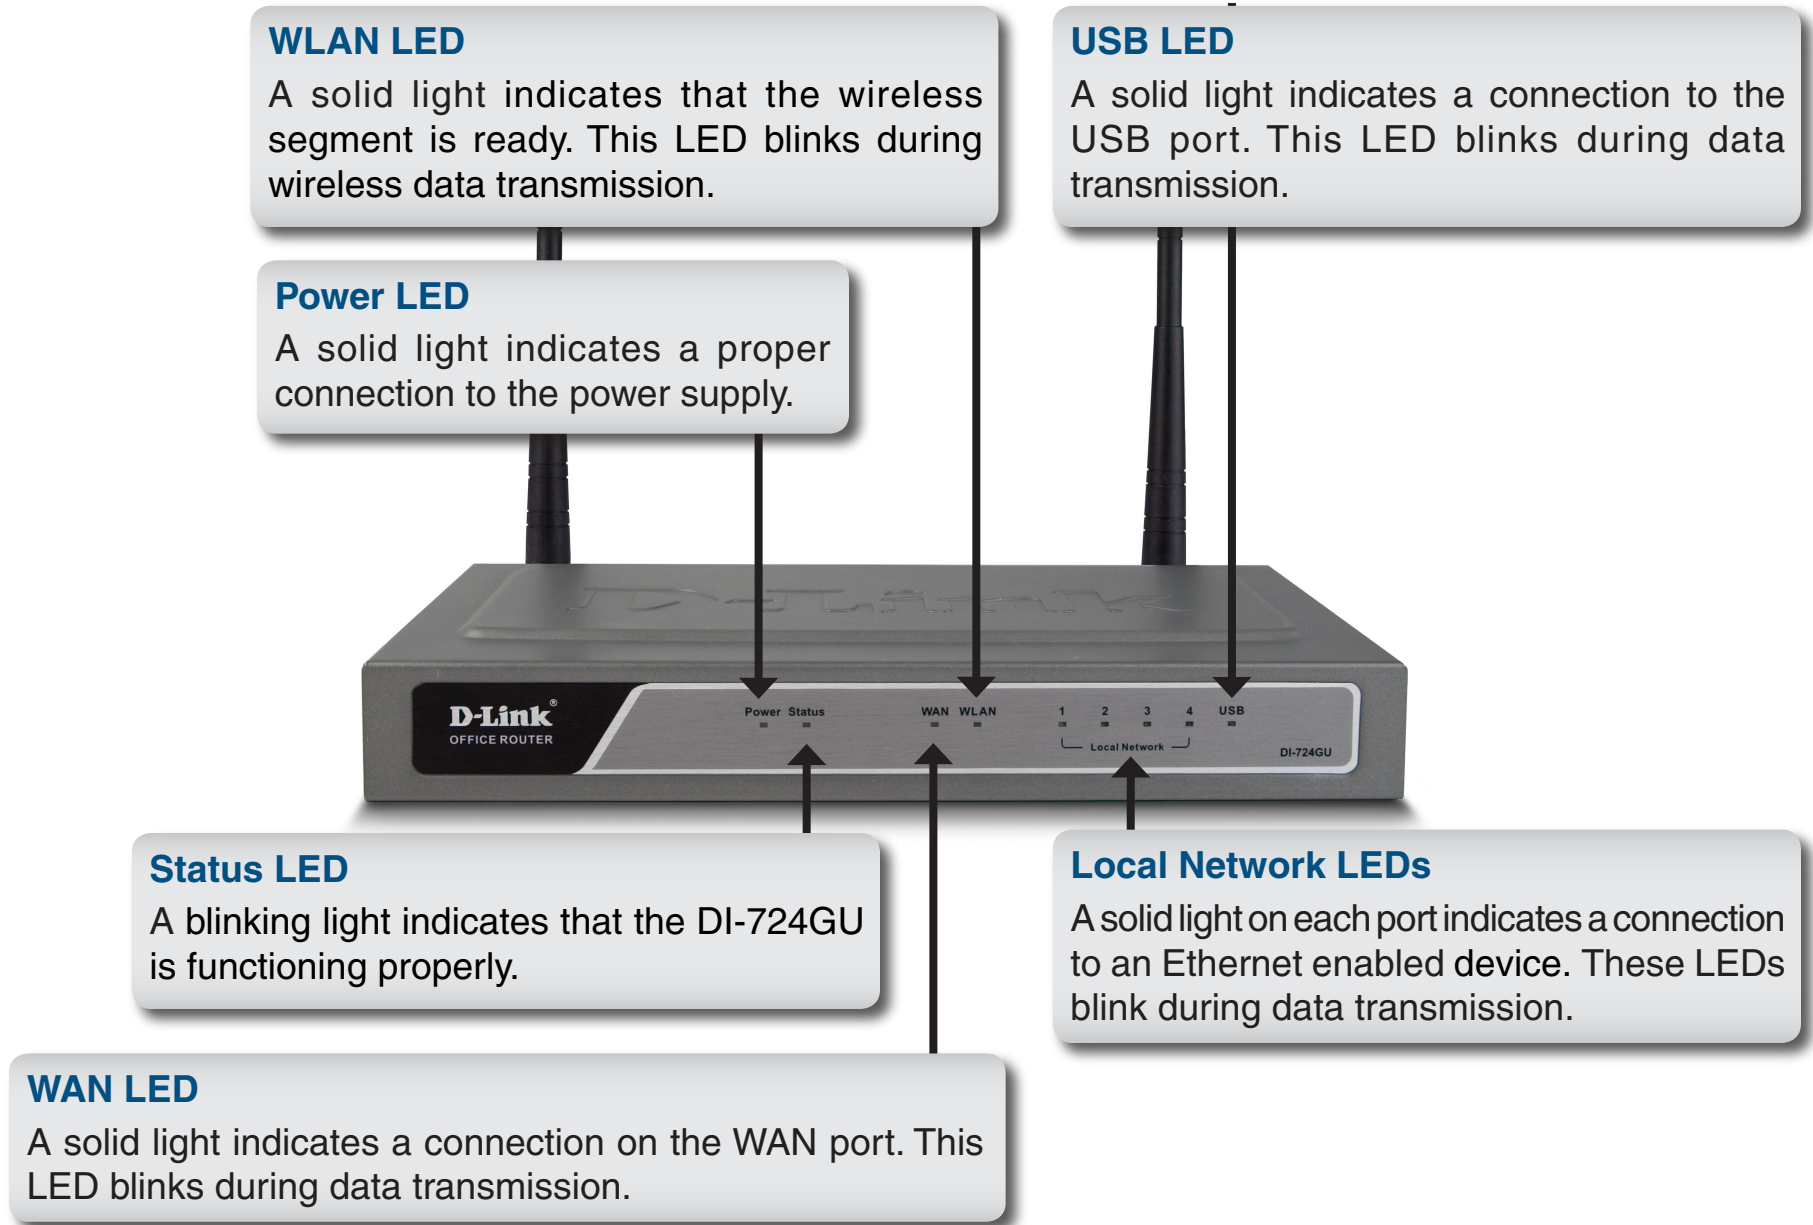 WLAN LED
A solid light indicates that the wireless
segment is ready. This LED blinks during
wireless data transmission.
USB LED
A solid light indicates a connection to the
USB port. This LED blinks during data
transmission.
Power LED
A solid light indicates a proper
connection to the power supply.
D-Link
D-Link®
OFFICE ROUTER
Power Status
WAN WLAN
1 2 3 4
Local Network
USB
DI-724GU
Status LED
A blinking light indicates that the DI-724GU
is functioning properly.
Local Network LEDs
A solid light on each port indicates a connection
to an Ethernet enabled device. These LEDs
blink during data transmission.
WAN LED
A solid light indicates a connection on the WAN port. This
LED blinks during data transmission.